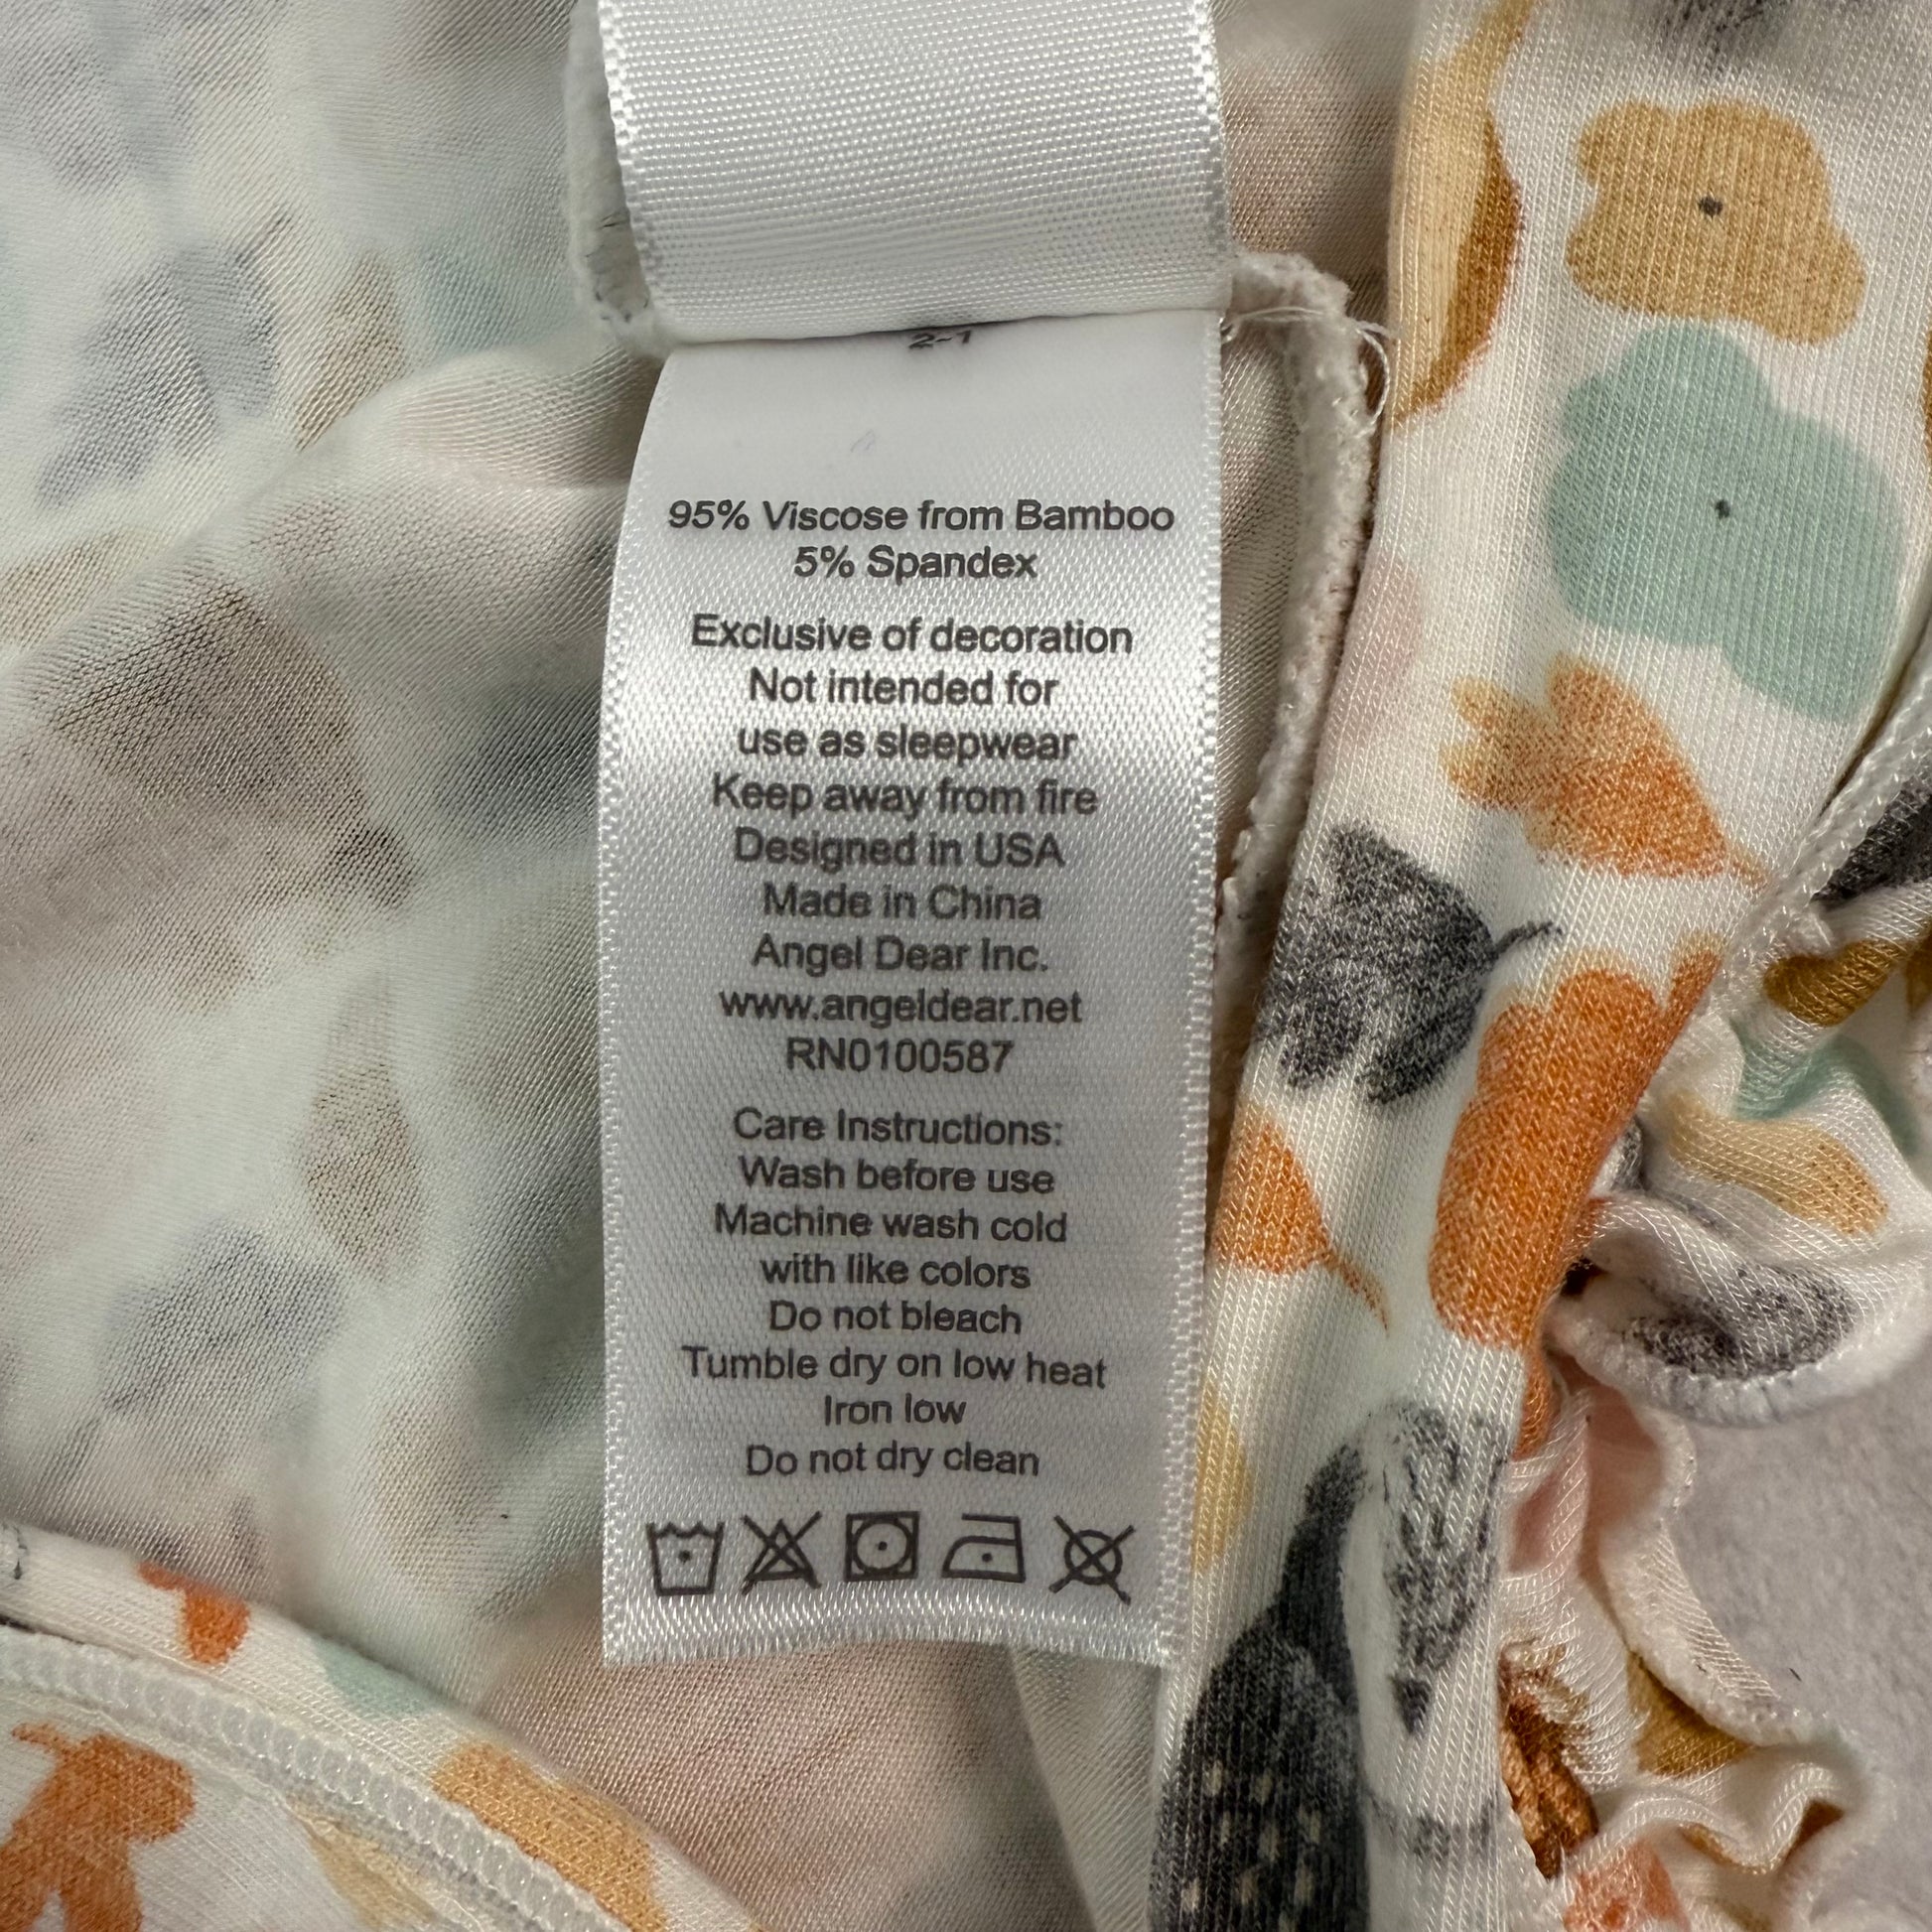 2-1
95% Viscose from Bamboo
5% Spandex
Exclusive of decoration
Not intended for
use as sleepwear
Keep away from fire
Designed in USA
Made in China
Angel Dear Inc.
www.angeldear.net
RN0100587
Care Instructions:
Wash before use
Machine wash cold
with like colors
Do not bleach
Tumble dry on low heat
Iron low
Do not dry clean